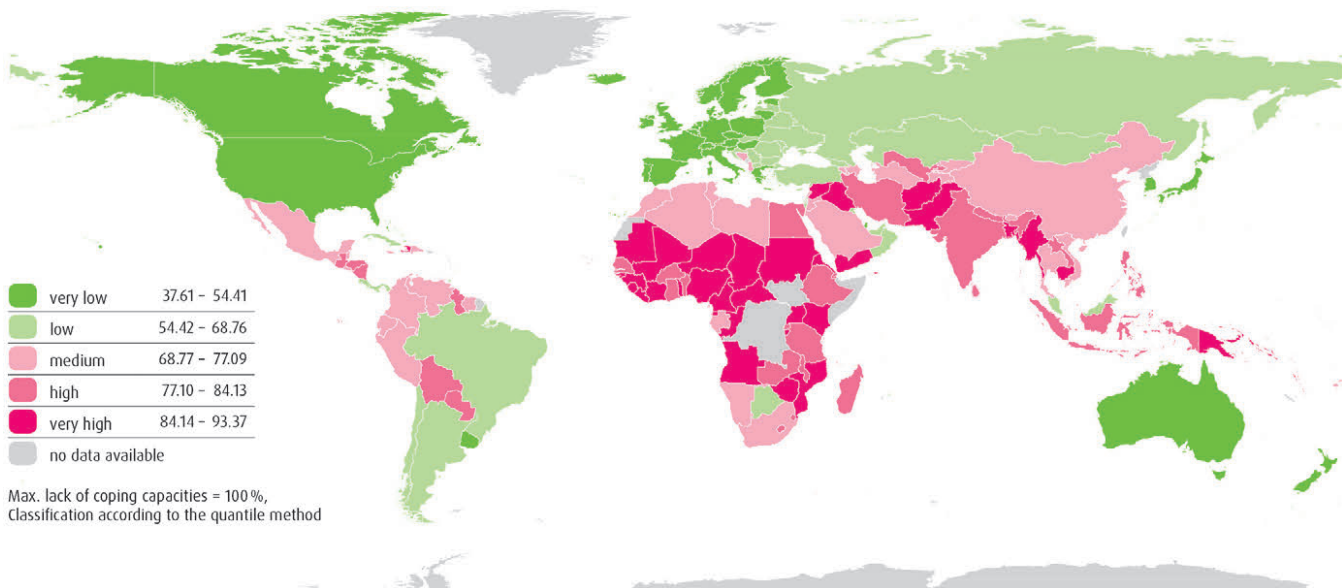 very low 37.61 – 54.41
low 54.42 – 68.76
medium 68.77 – 77.09
high 77.10 – 84.13
very high 84.14 – 93.37
no data available
Max. lack of coping capacities = 100 %,
Classification according to the quantile method